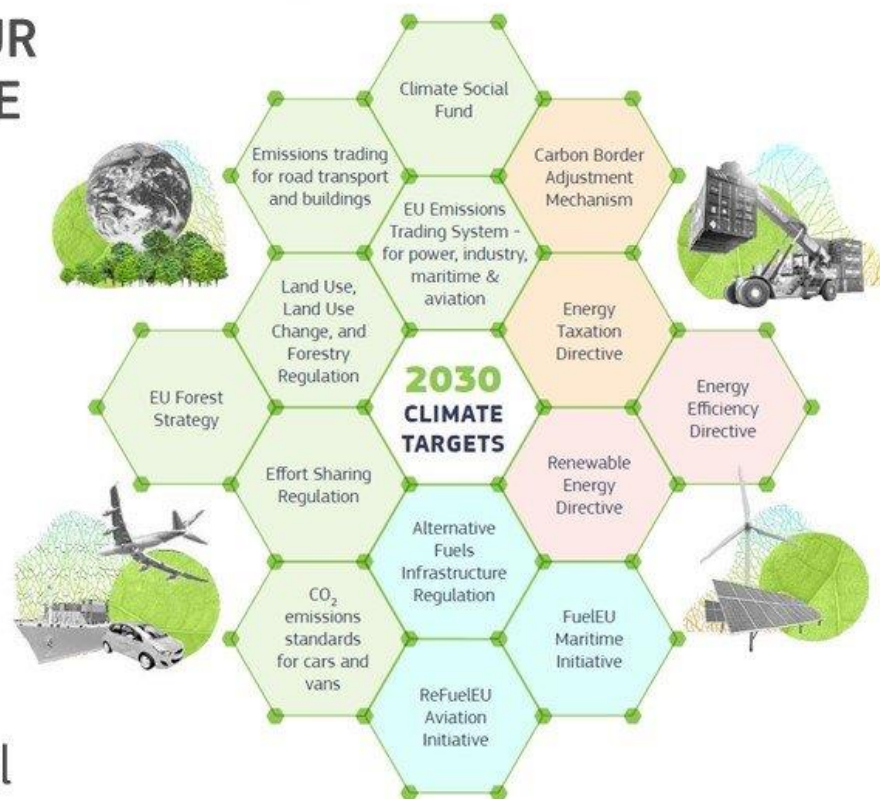 UR
E
Climate Social
Fund
Emissions trading
for road transport
and buildings
Carbon Border
Adjustment
Mechanism
EU Emissions
Trading System -
for power, industry,
maritime &
aviation
Land Use,
Land Use
Change, and
Forestry
Regulation
Energy
Taxation
Directive
EU Forest
Strategy
2030
CLIMATE
TARGETS
Energy
Efficiency
Directive
Effort Sharing
Regulation
Renewable
Energy
Directive
Alternative
Fuels
Infrastructure
Regulation
CO₂
emissions
standards
for cars and
vans
FuelEU
Maritime
Initiative
ReFuelEU
Aviation
Initiative
l